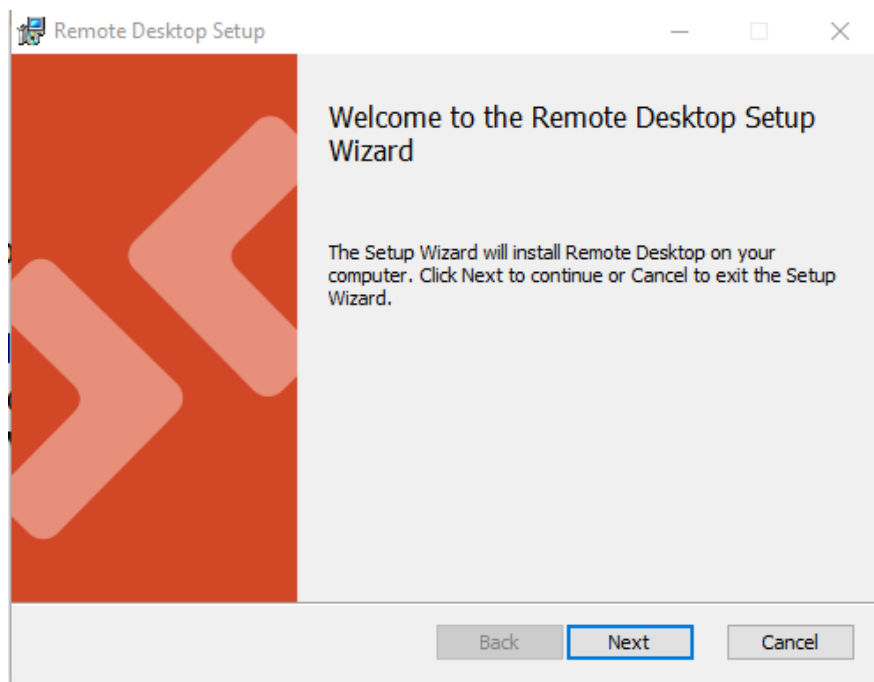 Remote Desktop Setup
Welcome to the Remote Desktop Setup
Wizard
The Setup Wizard will install Remote Desktop on your
computer. Click Next to continue or Cancel to exit the Setup
Wizard.
Back Next Cancel